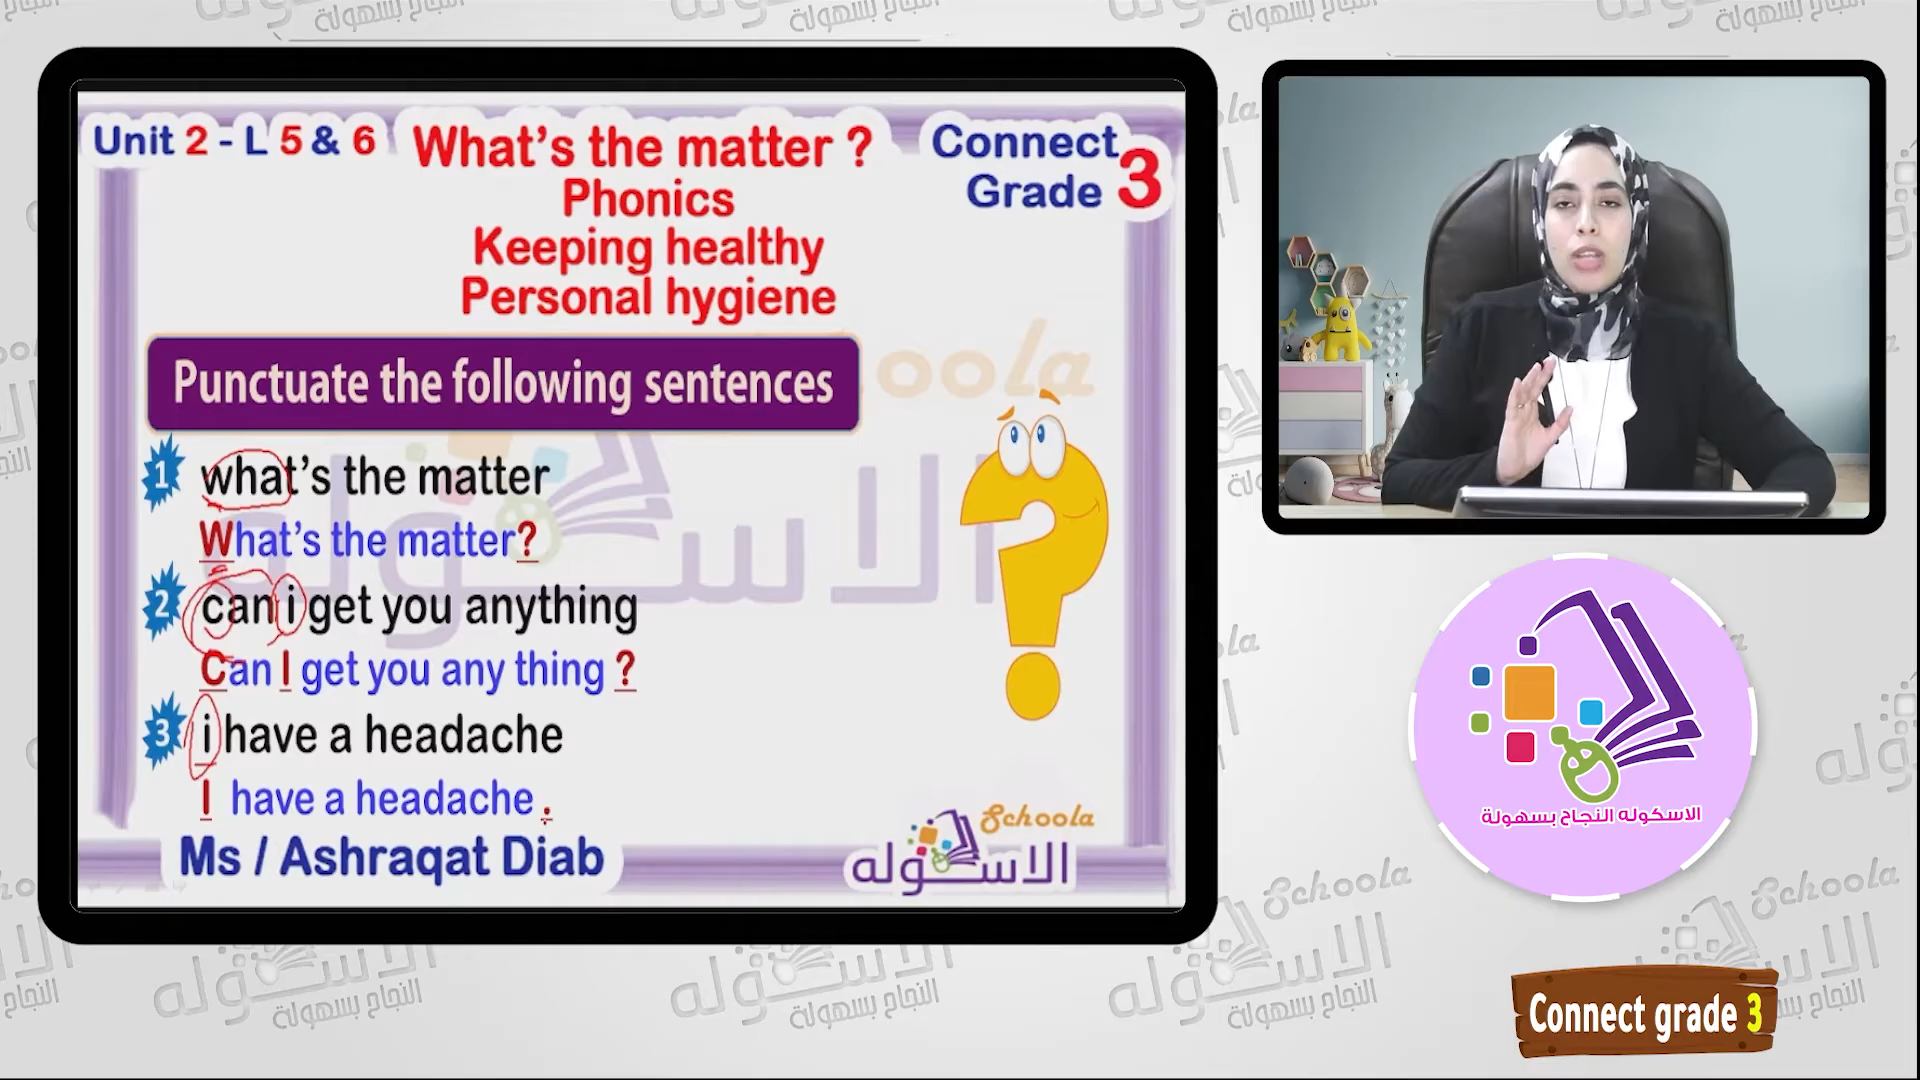 Unit 2 - L 5 & 6
What's the matter ?
Phonics
Keeping healthy
Personal hygiene
Connect
Grade 3
Punctuate the following sentences
1 what's the matter
What's the matter?
2 can i get you anything
Can I get you any thing ?
3 i have a headache
I have a headache .
Ms / Ashraqat Diab
Schoola
الاسكوله
الاسكوله النجاح بسهولة
Connect grade 3